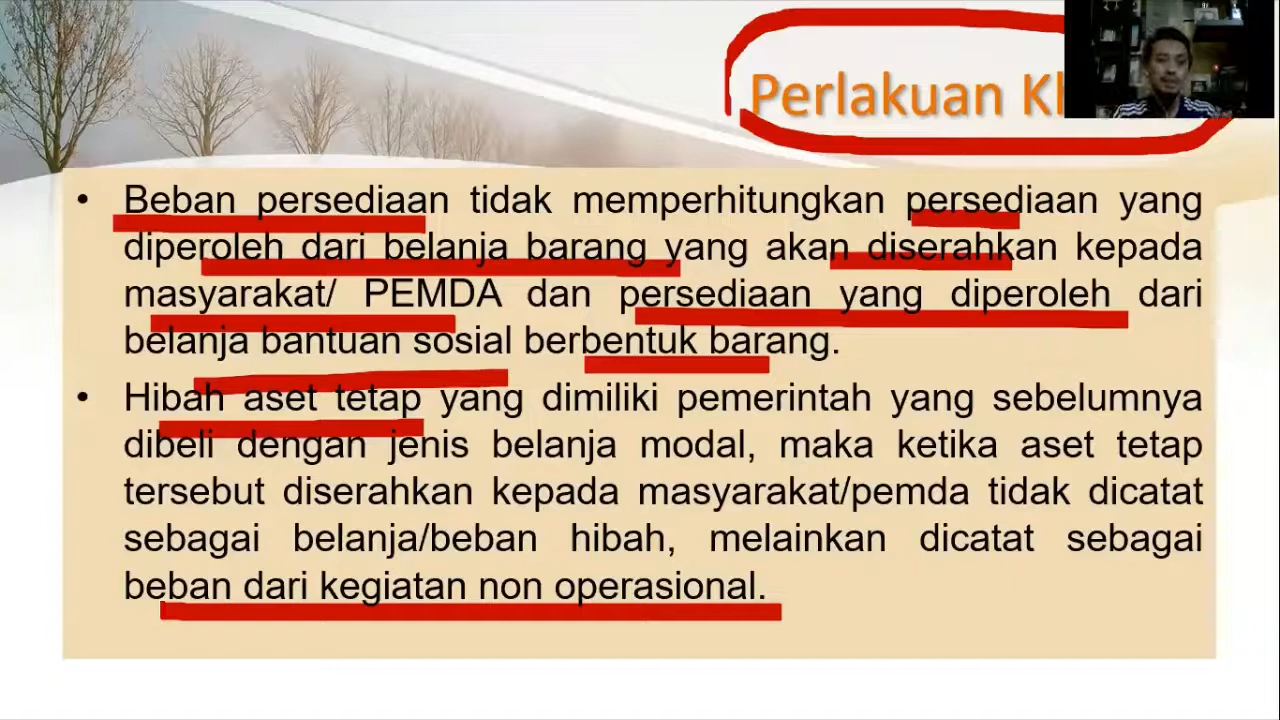 Perlakuan
• Beban persediaan tidak memperhitungkan persediaan yang
diperoleh dari belanja barang yang akan diserahkan kepada
masyarakat/ PEMDA dan persediaan yang diperoleh dari
belanja bantuan sosial berbentuk barang.
• Hibah aset tetap yang dimiliki pemerintah yang sebelumnya
dibeli dengan jenis belanja modal, maka ketika aset tetap
tersebut diserahkan kepada masyarakat/pemda tidak dicatat
sebagai belanja/beban hibah, melainkan dicatat sebagai
beban dari kegiatan non operasional.